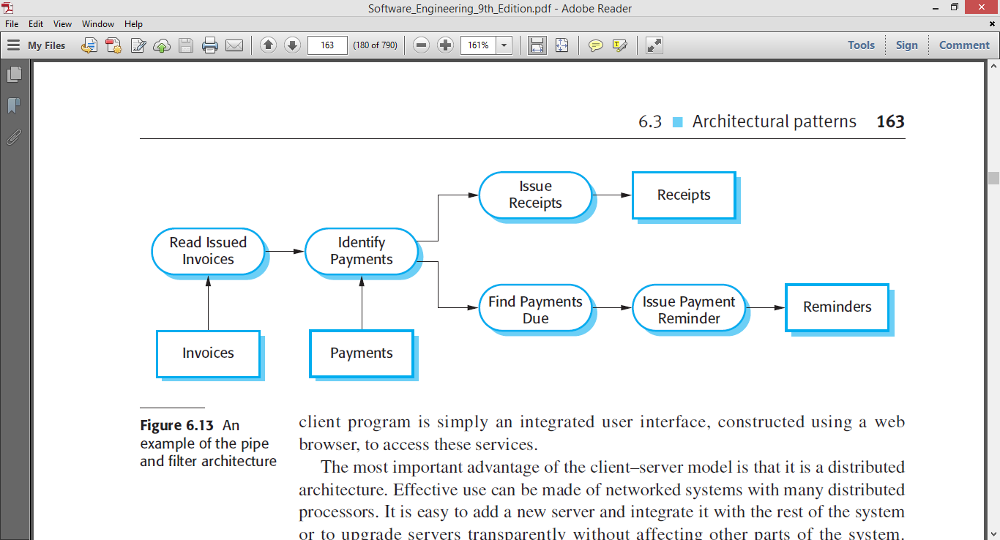 Software_Engineering_9th_Edition.pdf - Adobe Reader
File Edit View Window Help
My Files 163 (180 of 790) 161% Tools Sign Comment
6.3 ■ Architectural patterns 163
Issue
Receipts
Receipts
Read Issued
Invoices
Identify
Payments
Find Payments
Due
Issue Payment
Reminder
Reminders
Invoices
Payments
Figure 6.13 An
example of the pipe
and filter architecture
client program is simply an integrated user interface, constructed using a web
browser, to access these services.
The most important advantage of the client–server model is that it is a distributed
architecture. Effective use can be made of networked systems with many distributed
processors. It is easy to add a new server and integrate it with the rest of the system
or to upgrade servers transparently without affecting other parts of the system.